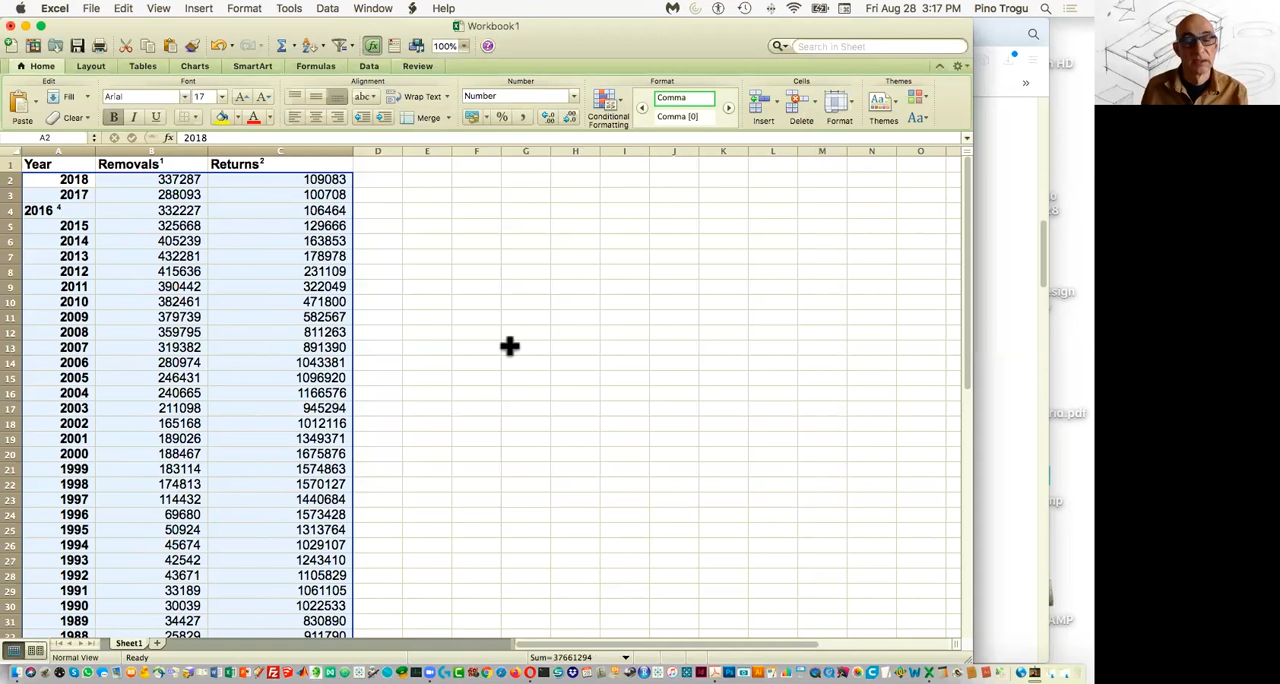 Excel File Edit View Insert Format Tools Data Window Help Fri Aug 28 3:17 PM Pino Trogu
Workbook1
100% Search in Sheet
Home Layout Tables Charts SmartArt Formulas Data Review
Edit Font Alignment Number Format Cells Themes
Fill Arial 17 abc Wrap Text Number Comma
Paste Clear B I U Merge % Conditional Formatting Comma [0] Insert Delete Format Themes Aa
A2 fx 2018
A B C D E F G H I J K L M N O
1 Year Removals¹ Returns²
2 2018 337287 109083
3 2017 288093 100708
4 2016 ⁴ 332227 106464
5 2015 325668 129666
6 2014 405239 163853
7 2013 432281 178978
8 2012 415636 231109
9 2011 390442 322049
10 2010 382461 471800
11 2009 379739 582567
12 2008 359795 811263
13 2007 319382 891390
14 2006 280974 1043381
15 2005 246431 1096920
16 2004 240665 1166576
17 2003 211098 945294
18 2002 165168 1012116
19 2001 189026 1349371
20 2000 188467 1675876
21 1999 183114 1574863
22 1998 174813 1570127
23 1997 114432 1440684
24 1996 69680 1573428
25 1995 50924 1313764
26 1994 45674 1029107
27 1993 42542 1243410
28 1992 43671 1105829
29 1991 33189 1061105
30 1990 30039 1022533
31 1989 34427 830890
1988 25829 911790
Sheet1
Normal View Ready Sum=37661294